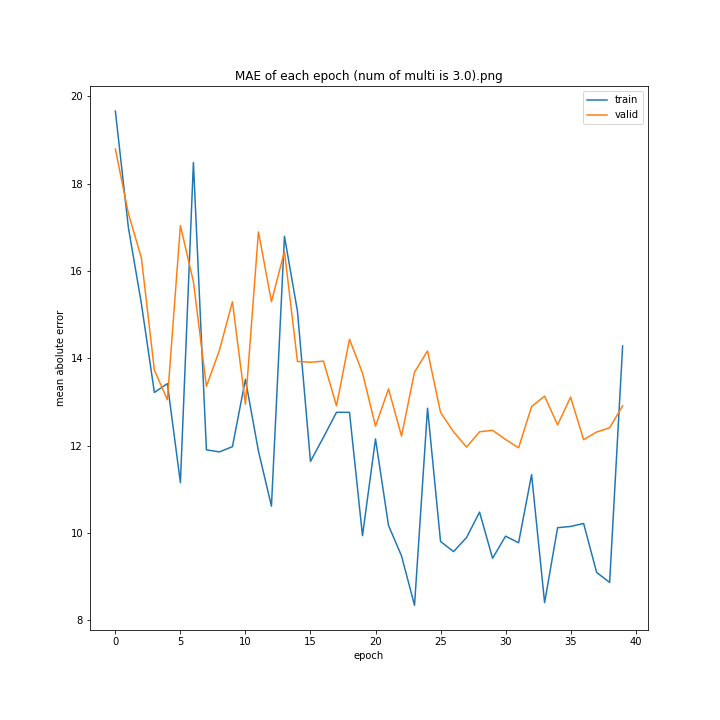 MAE of each epoch (num of multi is 3.0).png
train
valid
20
18
16
14
12
10
8
mean abolute error
0 5 10 15 20 25 30 35 40
epoch